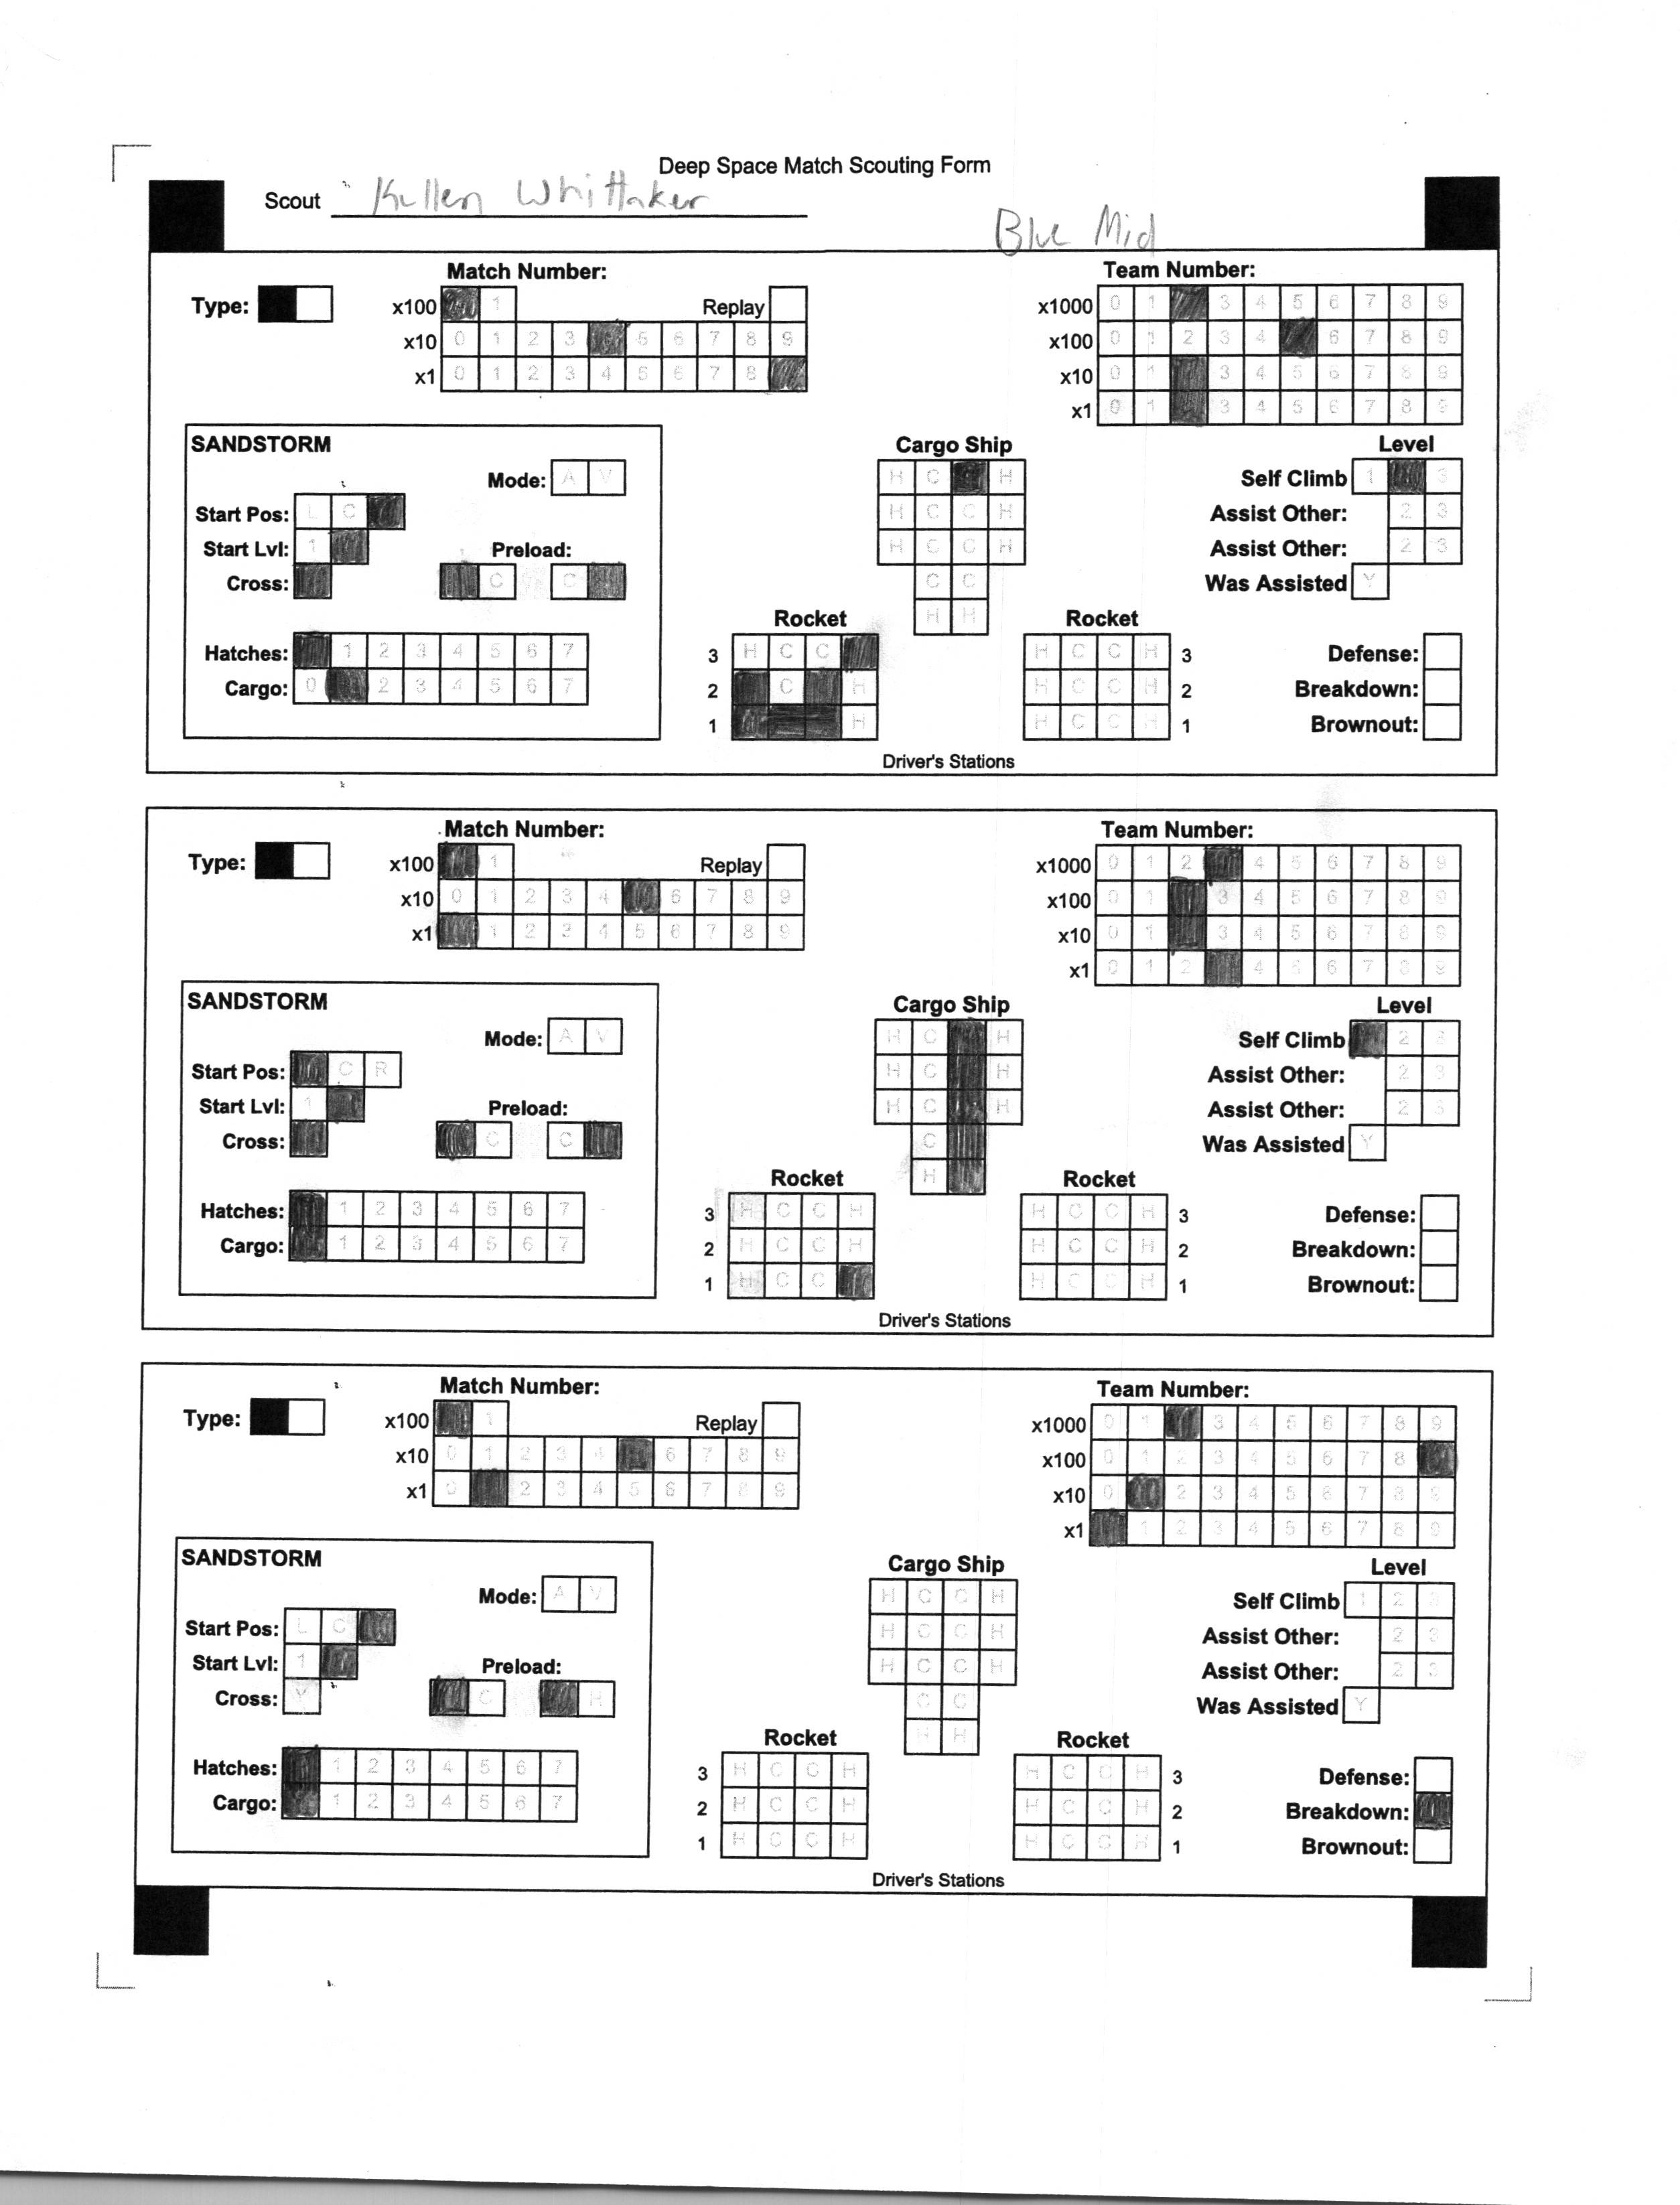 Deep Space Match Scouting Form
Scout Kullen Whittaker
Blue Mid
Match Number: Team Number:
Type: x100 1 Replay x1000 0 1 3 4 5 6 7 8 9
x10 0 1 2 3 5 6 7 8 9 x100 0 1 2 3 4 6 7 8 9
x1 0 1 2 3 4 5 6 7 8 x10 0 1 3 4 5 6 7 8 9
x1 0 1 3 4 5 6 7 8 9
SANDSTORM Cargo Ship Level
Mode: A V H C H Self Climb 1 3
Start Pos: L C H C C H Assist Other: 2 3
Start Lvl: 1 Preload: H C C H Assist Other: 2 3
Cross: C C C C Was Assisted Y
H H
Rocket Rocket
Hatches: 1 2 3 4 5 6 7 3 H C C H C C H 3 Defense:
Cargo: 0 2 3 4 5 6 7 2 C H H C C H 2 Breakdown:
1 H H C C H 1 Brownout:
Driver's Stations
Match Number: Team Number:
Type: x100 1 Replay x1000 0 1 2 4 5 6 7 8 9
x10 0 1 2 3 4 6 7 8 9 x100 0 1 3 4 5 6 7 8 9
x1 1 2 3 4 5 6 7 8 9 x10 0 1 3 4 5 6 7 8 9
x1 0 1 2 4 5 6 7 8 9
SANDSTORM Cargo Ship Level
Mode: A V H C H Self Climb 2 3
Start Pos: C R H C H Assist Other: 2 3
Start Lvl: 1 Preload: H C H Assist Other: 2 3
Cross: C C C Was Assisted Y
H
Rocket Rocket
Hatches: 1 2 3 4 5 6 7 3 H C C H H C C H 3 Defense:
Cargo: 1 2 3 4 5 6 7 2 H C C H H C C H 2 Breakdown:
1 H C C H C C H 1 Brownout:
Driver's Stations
Match Number: Team Number:
Type: x100 1 Replay x1000 0 1 3 4 5 6 7 8 9
x10 0 1 2 3 4 6 7 8 9 x100 0 1 2 3 4 5 6 7 8
x1 0 2 3 4 5 6 7 8 9 x10 0 2 3 4 5 6 7 8 9
x1 1 2 3 4 5 6 7 8 9
SANDSTORM Cargo Ship Level
Mode: A V H C C H Self Climb 1 2 3
Start Pos: L C H C C H Assist Other: 2 3
Start Lvl: 1 Preload: H C C H Assist Other: 2 3
Cross: Y C H C C Was Assisted Y
H H
Rocket Rocket
Hatches: 1 2 3 4 5 6 7 3 H C C H H C C H 3 Defense:
Cargo: 1 2 3 4 5 6 7 2 H C C H H C C H 2 Breakdown:
1 H C C H H C C H 1 Brownout:
Driver's Stations